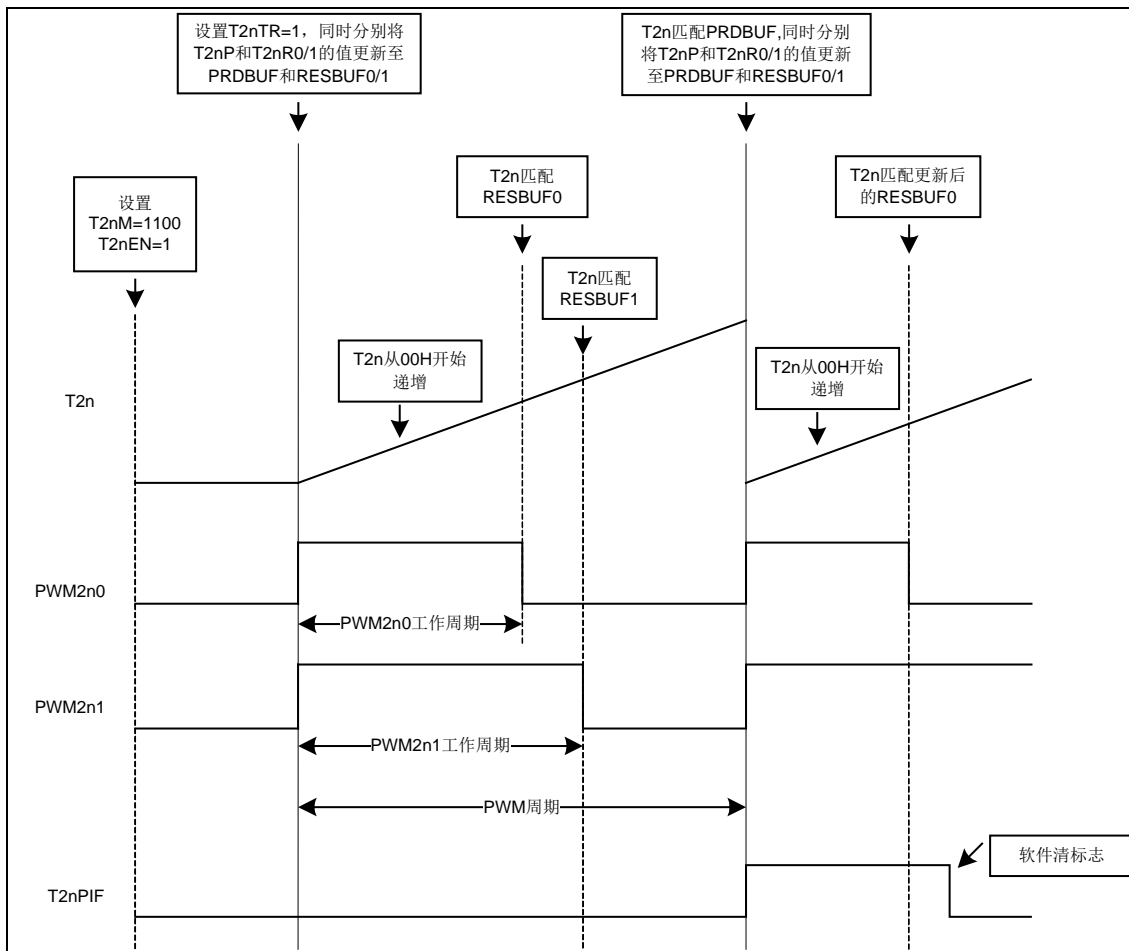 设置T2nTR=1，同时分别将
T2nP和T2nR0/1的值更新至
PRDBUF和RESBUF0/1
T2n匹配PRDBUF,同时分别
将T2nP和T2nR0/1的值更新
至PRDBUF和RESBUF0/1
设置
T2nM=1100
T2nEN=1
T2n匹配
RESBUF0
T2n匹配更新后
的RESBUF0
T2n匹配
RESBUF1
T2n从00H开始
递增
T2n从00H开始
递增
T2n
PWM2n0
PWM2n0工作周期
PWM2n1
PWM2n1工作周期
PWM周期
软件清标志
T2nPIF